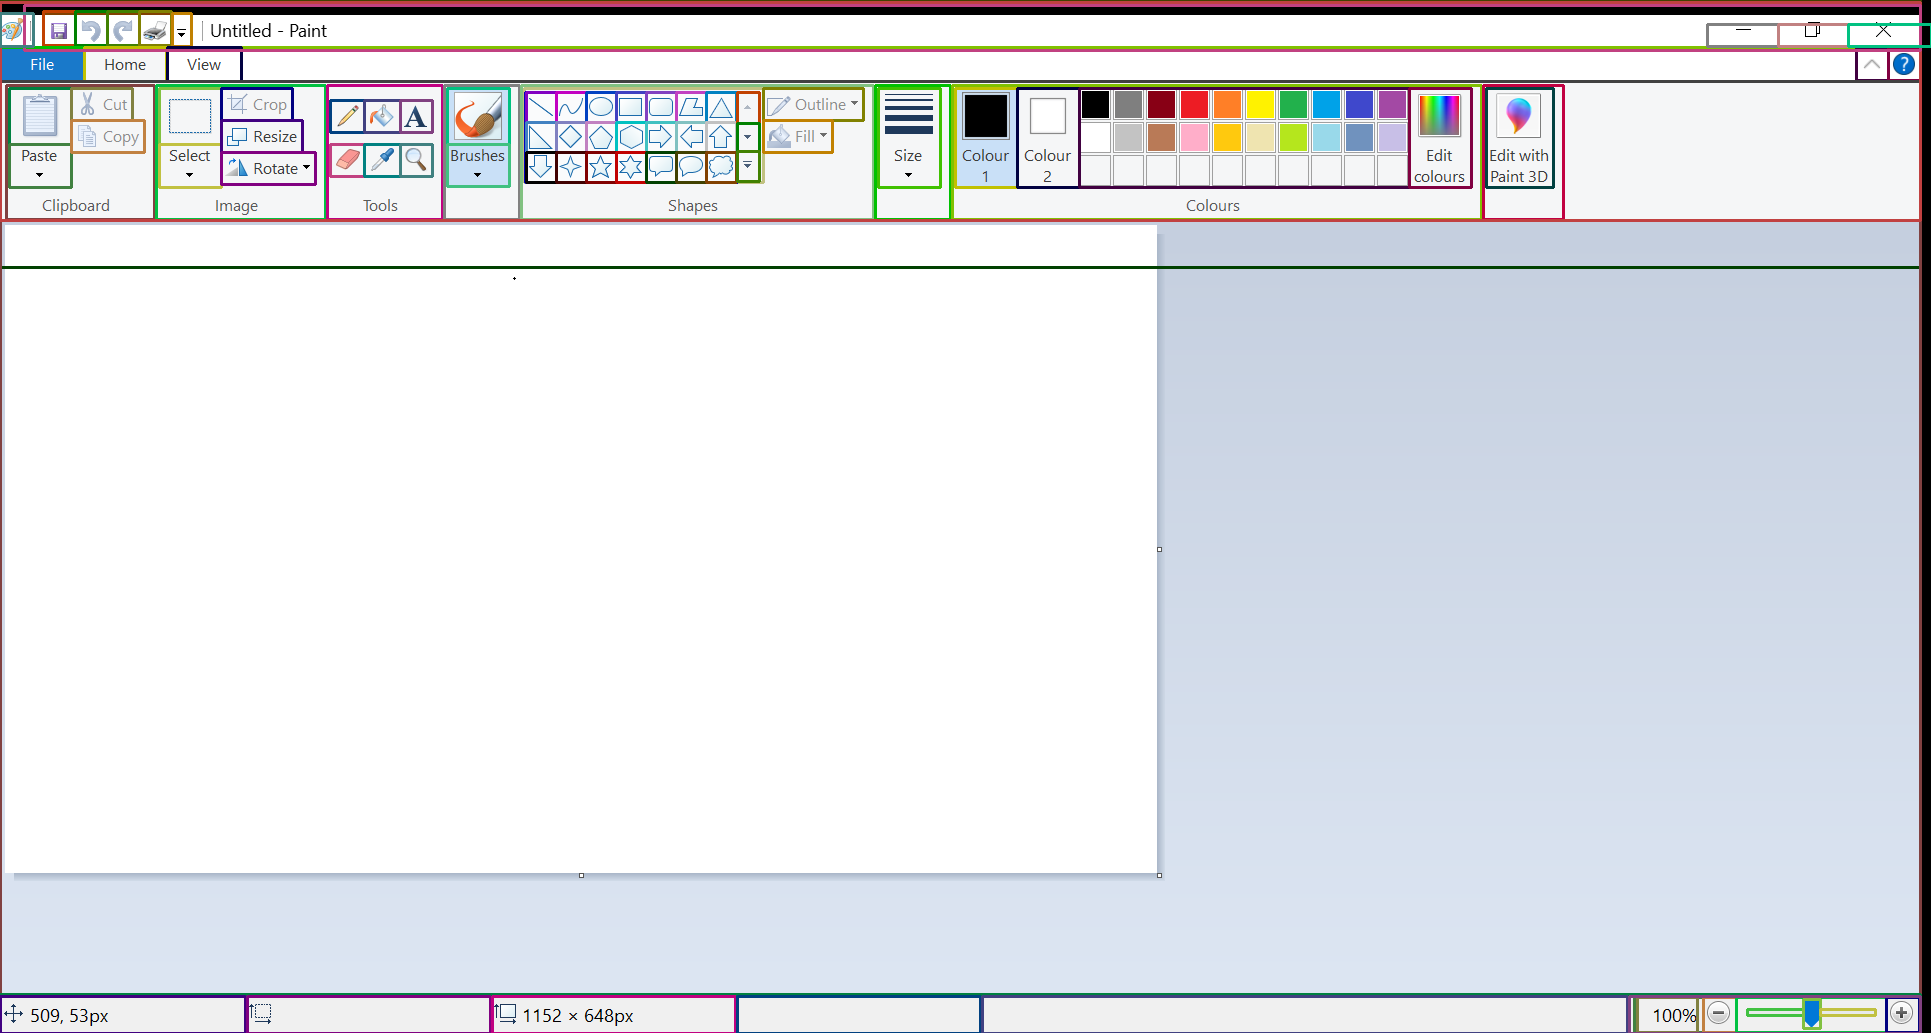 Untitled - Paint
File Home View
Paste
Cut
Copy
Clipboard
Select
Crop
Resize
Rotate
Image
A
Tools
Brushes
Outline
Fill
Shapes
Size
Colour
1
Colour
2
Edit
colours
Colours
Edit with
Paint 3D
509, 53px
1152 × 648px
100%